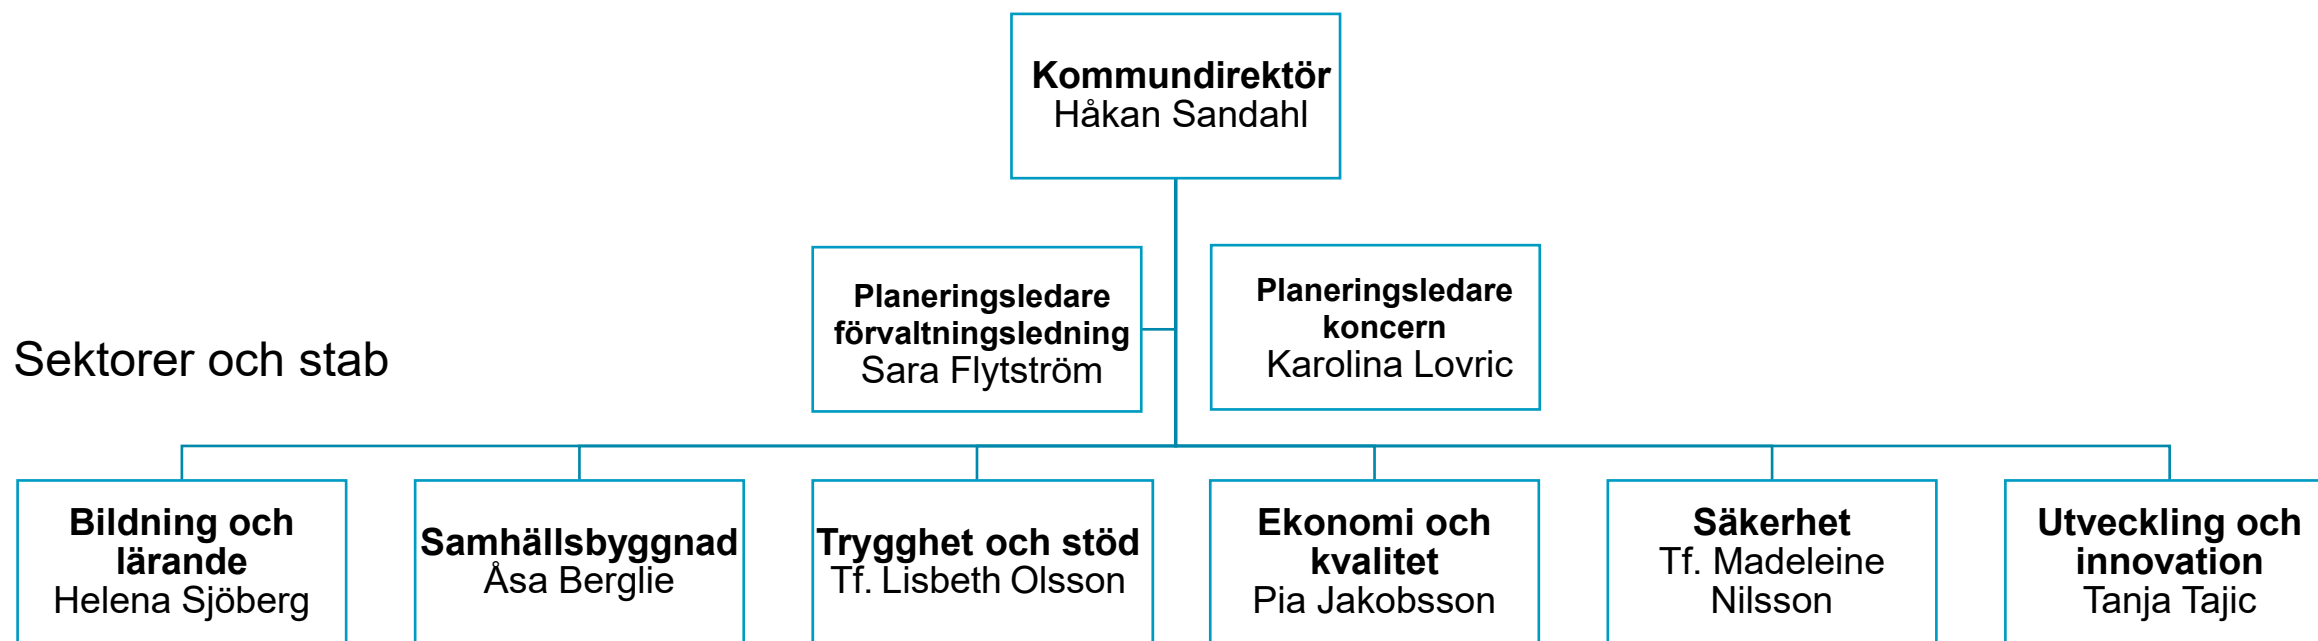 Kommundirektör
Håkan Sandahl
Planeringsledare
förvaltningsledning
Sara Flytström
Planeringsledare
koncern
Karolina Lovric
Sektorer och stab
Bildning och
lärande
Helena Sjöberg
Samhällsbyggnad
Åsa Berglie
Trygghet och stöd
Tf. Lisbeth Olsson
Ekonomi och
kvalitet
Pia Jakobsson
Säkerhet
Tf. Madeleine
Nilsson
Utveckling och
innovation
Tanja Tajic